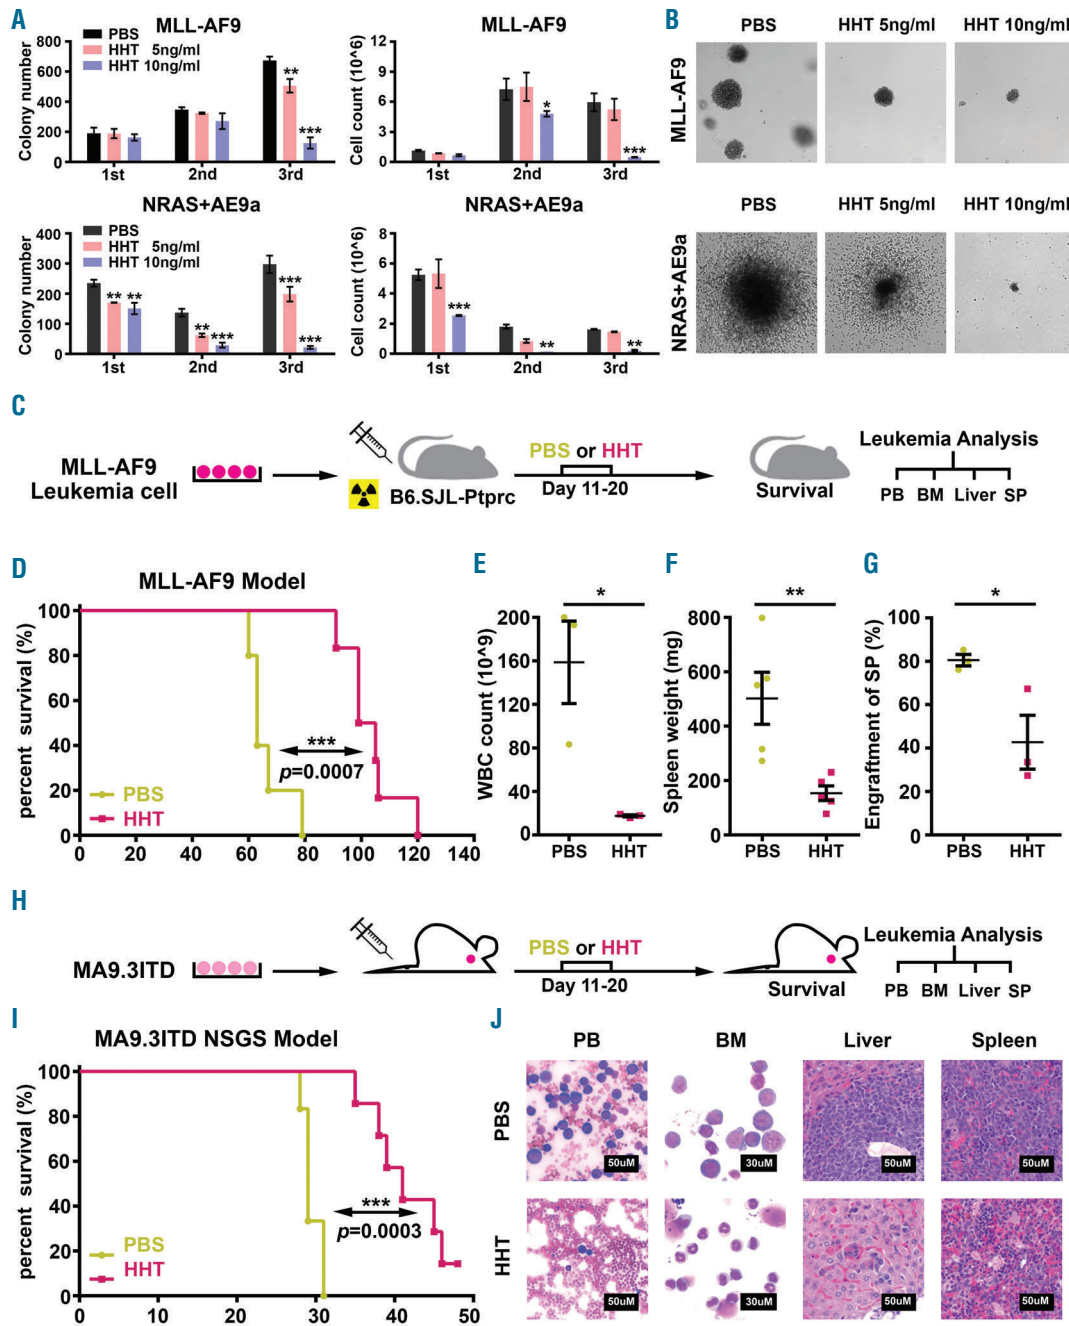 A
MLL-AF9
Colony number
800
600
400
200
0
PBS
HHT 5ng/ml
HHT 10ng/ml
**
***
1st 2nd 3rd
MLL-AF9
Cell count (10^6)
12
9
6
3
0
*
***
1st 2nd 3rd
NRAS+AE9a
Colony number
400
300
200
100
0
PBS
HHT 5ng/ml
HHT 10ng/ml
** **
** ***
***
***
1st 2nd 3rd
NRAS+AE9a
Cell count (10^6)
8
6
4
2
0
***
**
**
1st 2nd 3rd
B
PBS HHT 5ng/ml HHT 10ng/ml
MLL-AF9
PBS HHT 5ng/ml HHT 10ng/ml
NRAS+AE9a
C
MLL-AF9
Leukemia cell
B6.SJL-Ptprc
PBS or HHT
Day 11-20
Survival
Leukemia Analysis
PB BM Liver SP
D
MLL-AF9 Model
percent survival (%)
100
80
60
40
20
0
***
p=0.0007
PBS
HHT
0 20 40 60 80 100 120 140
E
WBC count (10^9)
200
160
120
80
40
0
*
PBS HHT
F
Spleen weight (mg)
800
600
400
200
0
**
PBS HHT
G
Engraftment of SP (%)
100
80
60
40
20
0
*
PBS HHT
H
MA9.3ITD
PBS or HHT
Day 11-20
Survival
Leukemia Analysis
PB BM Liver SP
I
MA9.3ITD NSGS Model
percent survival (%)
100
80
60
40
20
0
***
p=0.0003
PBS
HHT
0 10 20 30 40 50
J
PB BM Liver Spleen
PBS
50uM 30uM 50uM 50uM
HHT
50uM 30uM 50uM 50uM